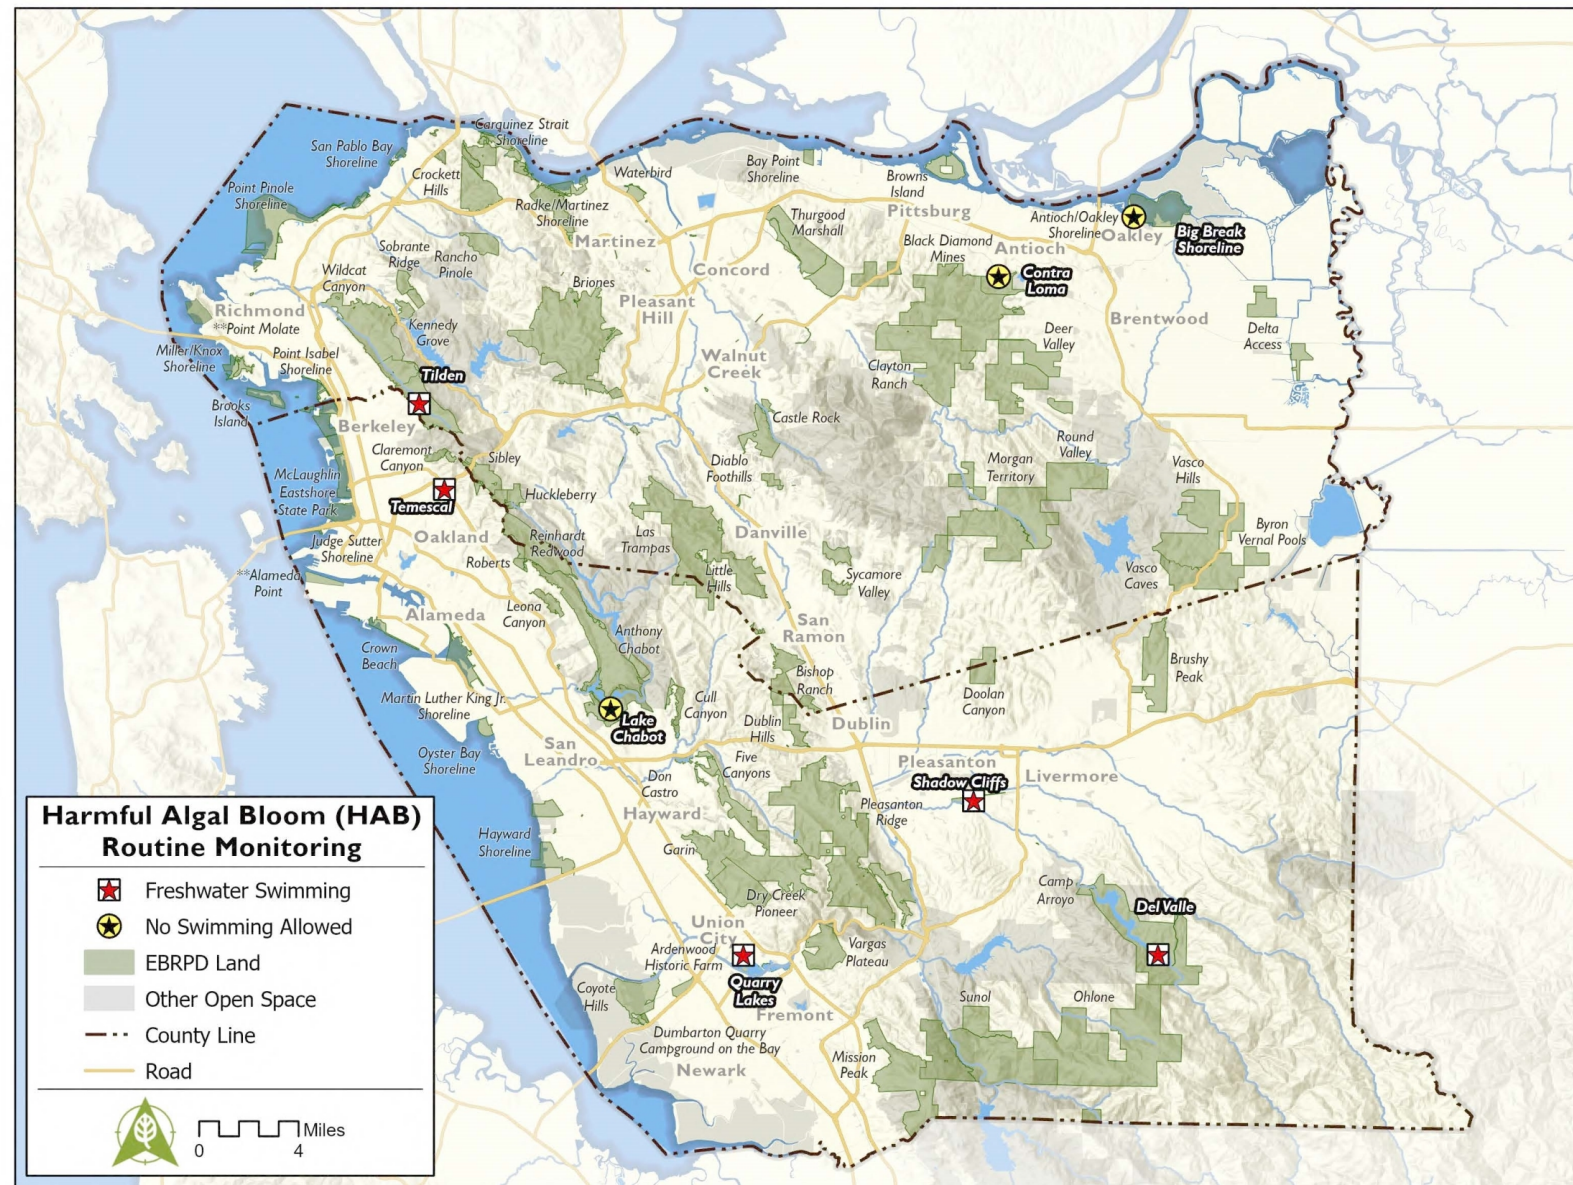 Carquinez Strait
Shoreline
San Pablo Bay
Shoreline
Crockett
Hills
Point Pinole
Shoreline
Radke/Martinez
Shoreline
Waterbird
Bay Point
Shoreline
Browns
Island
Pittsburg
Thurgood
Marshall
Antioch/Oakley
Shoreline
Oakley
Big Break
Shoreline
Martinez
Black Diamond
Mines
Antioch
Contra
Loma
Sobrante
Ridge
Rancho
Pinole
Wildcat
Canyon
Concord
Briones
Pleasant
Hill
Richmond
**Point Molate
Kennedy
Grove
Brentwood
Delta
Access
Deer
Valley
Miller/Knox
Shoreline
Point Isabel
Shoreline
Walnut
Creek
Clayton
Ranch
Tilden
Brooks
Island
Berkeley
Castle Rock
Claremont
Canyon
Sibley
Diablo
Foothills
Round
Valley
Morgan
Territory
Vasco
Hills
McLaughlin
Eastshore
State Park
Temescal
Huckleberry
Oakland
Reinhardt
Redwood
Las
Trampas
Danville
Byron
Vernal Pools
Judge Sutter
Shoreline
Roberts
**Alameda
Point
Little
Hills
Sycamore
Valley
Vasco
Caves
Alameda
Leona
Canyon
Anthony
Chabot
San
Ramon
Crown
Beach
Bishop
Ranch
Brushy
Peak
Martin Luther King Jr.
Shoreline
Cull
Canyon
Doolan
Canyon
Lake
Chabot
Dublin
Hills
Dublin
Oyster Bay
Shoreline
San
Leandro
Five
Canyons
Pleasanton
Livermore
Don
Castro
Shadow Cliffs
Hayward
Pleasanton
Ridge
Hayward
Shoreline
Garin
Dry Creek
Pioneer
Camp
Arroyo
Del Valle
Union
City
Ardenwood
Historic Farm
Vargas
Plateau
Coyote
Hills
Quarry
Lakes
Fremont
Sunol
Ohlone
Dumbarton Quarry
Campground on the Bay
Newark
Mission
Peak
Harmful Algal Bloom (HAB)
Routine Monitoring
Freshwater Swimming
No Swimming Allowed
EBRPD Land
Other Open Space
County Line
Road
Miles
0 4